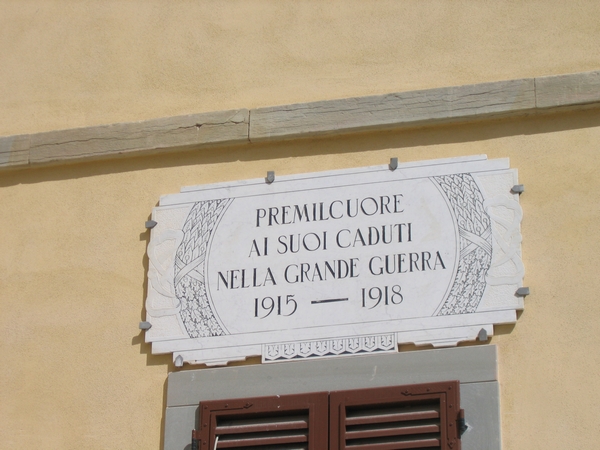 PREMILCUORE
AI SUOI CADUTI
NELLA GRANDE GUERRA
1915 — 1918